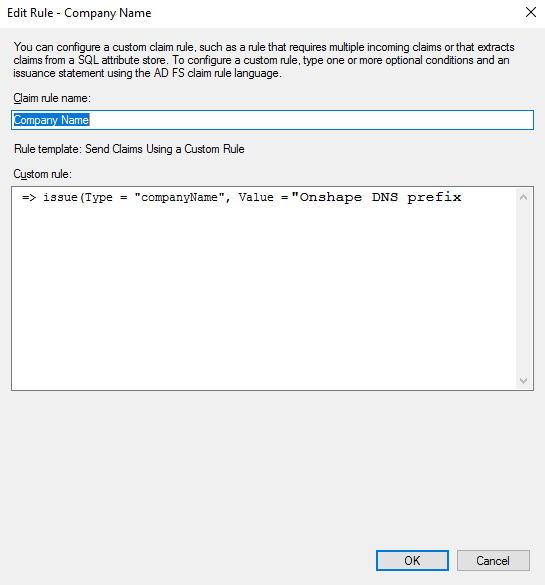 Edit Rule - Company Name
You can configure a custom claim rule, such as a rule that requires multiple incoming claims or that extracts
claims from a SQL attribute store. To configure a custom rule, type one or more optional conditions and an
issuance statement using the AD FS claim rule language.
Claim rule name:
Company Name
Rule template: Send Claims Using a Custom Rule
Custom rule:
=> issue(Type = "companyName", Value ="Onshape DNS prefix
OK
Cancel